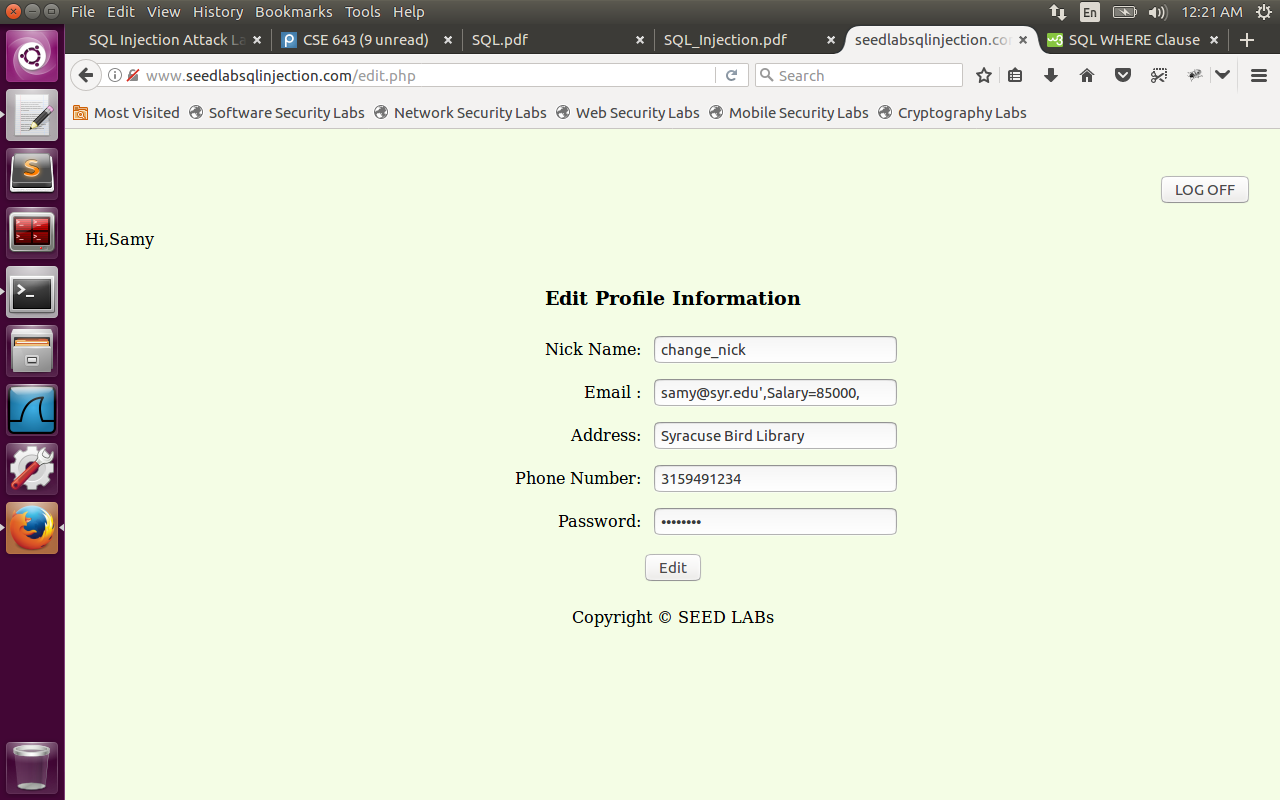 File Edit View History Bookmarks Tools Help En 12:21 AM
SQL Injection Attack La CSE 643 (9 unread) SQL.pdf SQL_Injection.pdf seedlabsqlinjection.co SQL WHERE Clause
www.seedlabsqlinjection.com/edit.php Search
Most Visited Software Security Labs Network Security Labs Web Security Labs Mobile Security Labs Cryptography Labs
LOG OFF
Hi,Samy
Edit Profile Information
Nick Name: change_nick
Email : samy@syr.edu',Salary=85000,
Address: Syracuse Bird Library
Phone Number: 3159491234
Password: ••••••••
Edit
Copyright © SEED LABs